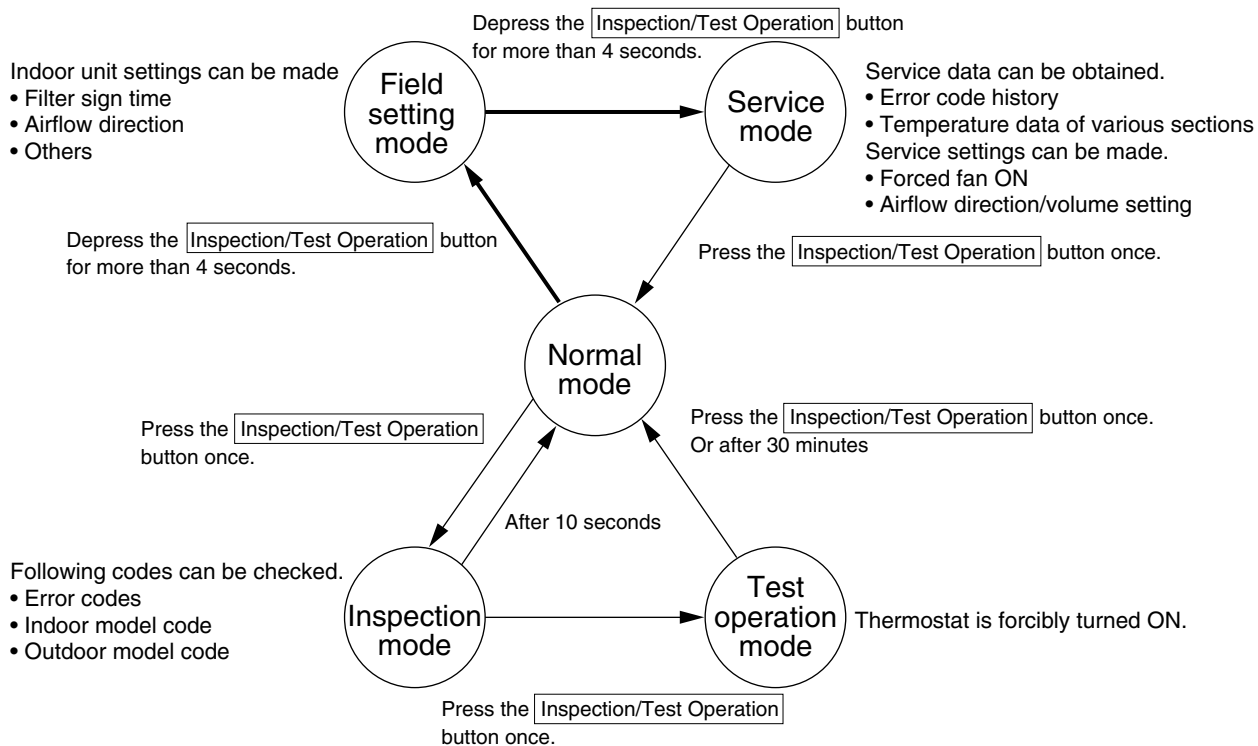 Depress the Inspection/Test Operation button
for more than 4 seconds.
Indoor unit settings can be made
• Filter sign time
• Airflow direction
• Others
Field
setting
mode
Service
mode
Service data can be obtained.
• Error code history
• Temperature data of various sections
Service settings can be made.
• Forced fan ON
• Airflow direction/volume setting
Depress the Inspection/Test Operation button
for more than 4 seconds.
Press the Inspection/Test Operation button once.
Normal
mode
Press the Inspection/Test Operation
button once.
Press the Inspection/Test Operation button once.
Or after 30 minutes
After 10 seconds
Following codes can be checked.
• Error codes
• Indoor model code
• Outdoor model code
Inspection
mode
Test
operation
mode
Thermostat is forcibly turned ON.
Press the Inspection/Test Operation
button once.